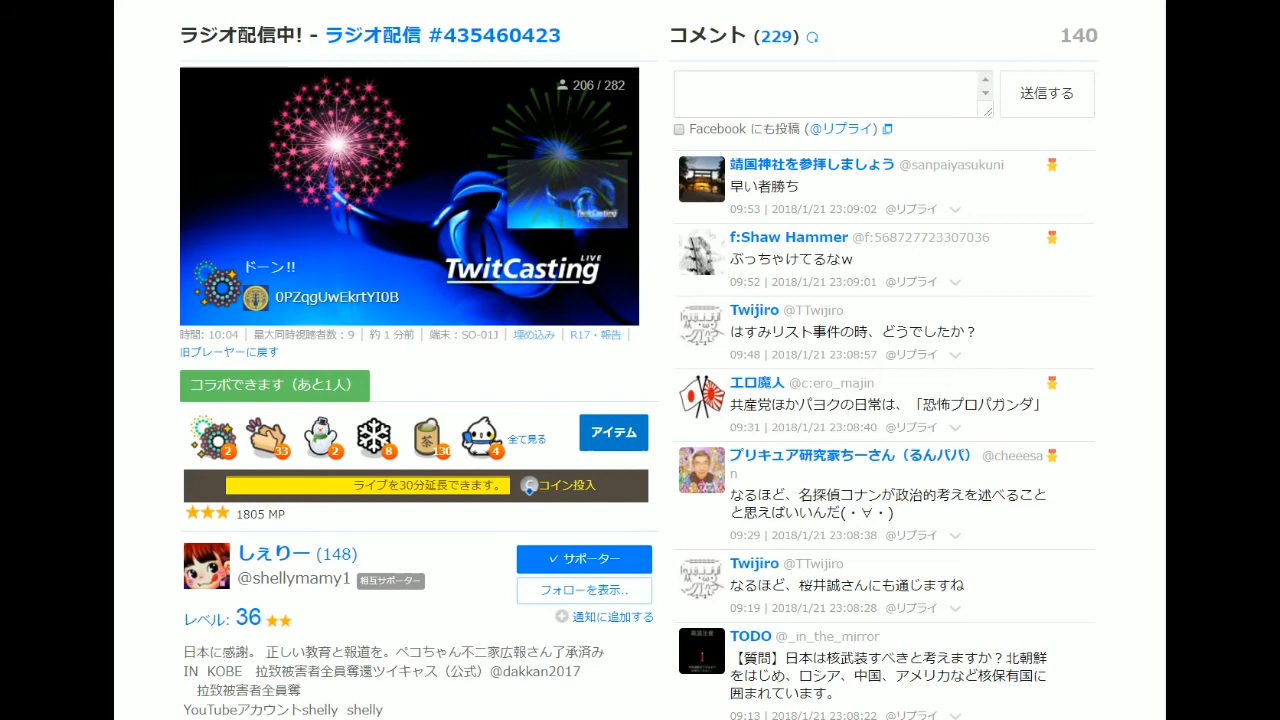 ラジオ配信中! - ラジオ配信 #435460423
206 / 282
TwitCasting
ドーン!!
0PZqgUwEkrtYI0B
TwitCasting LIVE
時間: 10:04 | 最大同時視聴者数 : 9 | 約 1 分前 | 端末 : SO-01J | 埋め込み | R17・報告 |
旧プレーヤーに戻す
コラボできます（あと1人）
2
33
2
8
茶
130
4
全て見る
アイテム
ライブを30分延長できます。
C コイン投入
1805 MP
しぇりー (148)
✓ サポーター
@shellymamy1 相互サポーター
フォローを表示..
レベル: 36
通知に追加する
日本に感謝。 正しい教育と報道を。ペコちゃん不二家広報さん了承済み
IN KOBE 拉致被害者全員奪還ツイキャス（公式）@dakkan2017
拉致被害者全員奪
YouTubeアカウントshelly shelly
コメント (229)
140
送信する
Facebook にも投稿 (@リプライ)
靖国神社を参拝しましょう @sanpaiyasukuni
早い者勝ち
09:53 | 2018/1/21 23:09:02 @リプライ
f:Shaw Hammer @f:568727723307036
ぶっちゃけてるなw
09:52 | 2018/1/21 23:09:01 @リプライ
Twijiro @TTwijiro
はすみリスト事件の時、どうでしたか？
09:48 | 2018/1/21 23:08:57 @リプライ
エロ魔人 @c:ero_majin
共産党ほかパヨクの日常は、「恐怖プロパガンダ」
09:31 | 2018/1/21 23:08:40 @リプライ
プリキュア研究家ちーさん（るんパパ） @cheeesa
n
なるほど、名探偵コナンが政治的考えを述べること
と思えばいいんだ(・∀・)
09:29 | 2018/1/21 23:08:38 @リプライ
Twijiro @TTwijiro
なるほど、桜井誠さんにも通じますね
09:19 | 2018/1/21 23:08:28 @リプライ
TODO @_in_the_mirror
【質問】日本は核武装すべきと考えますか？北朝鮮
をはじめ、ロシア、中国、アメリカなど核保有国に
囲まれています。
09:13 | 2018/1/21 23:08:22 @リプライ